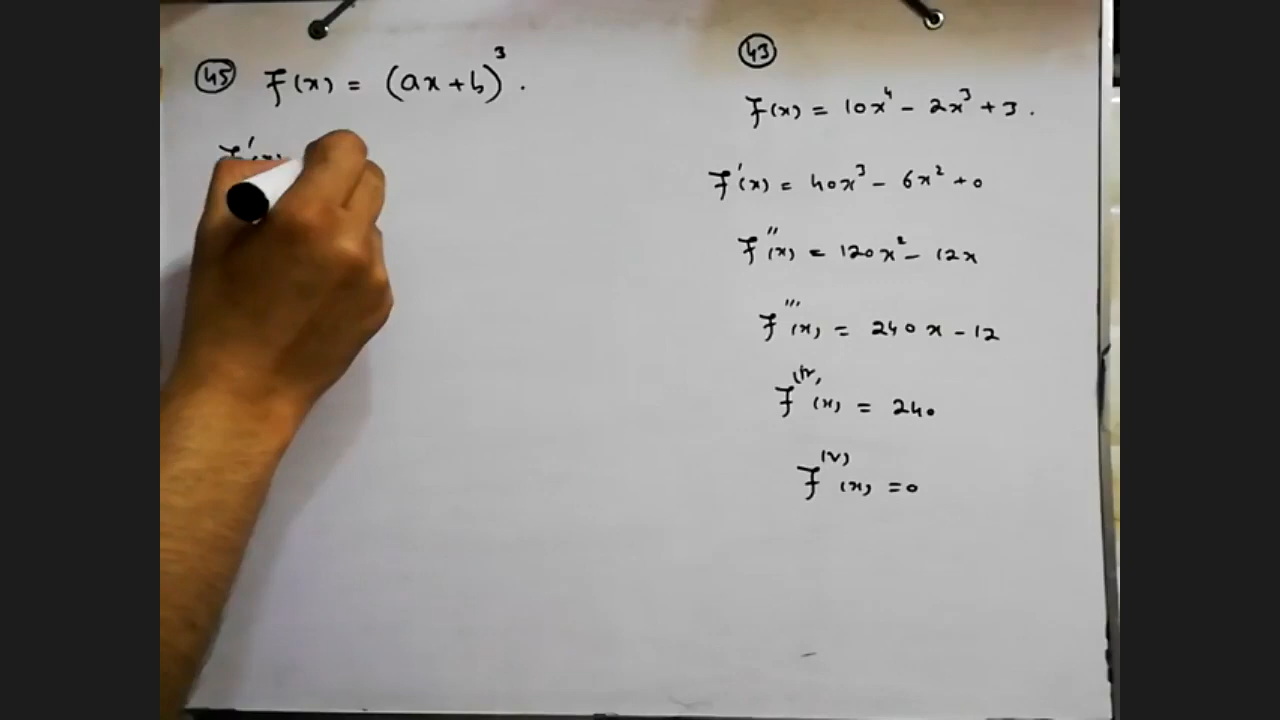 45 F(x) = (ax+b)³.
F'(x)
43
F(x) = 10x⁴ - 2x³ + 3.
F'(x) = 40x³ - 6x² + 0
F''(x) = 120x² - 12x
F'''(x) = 240x - 12
F⁽ⁱᵛ⁾(x) = 240
F⁽ᵛ⁾(x) = 0